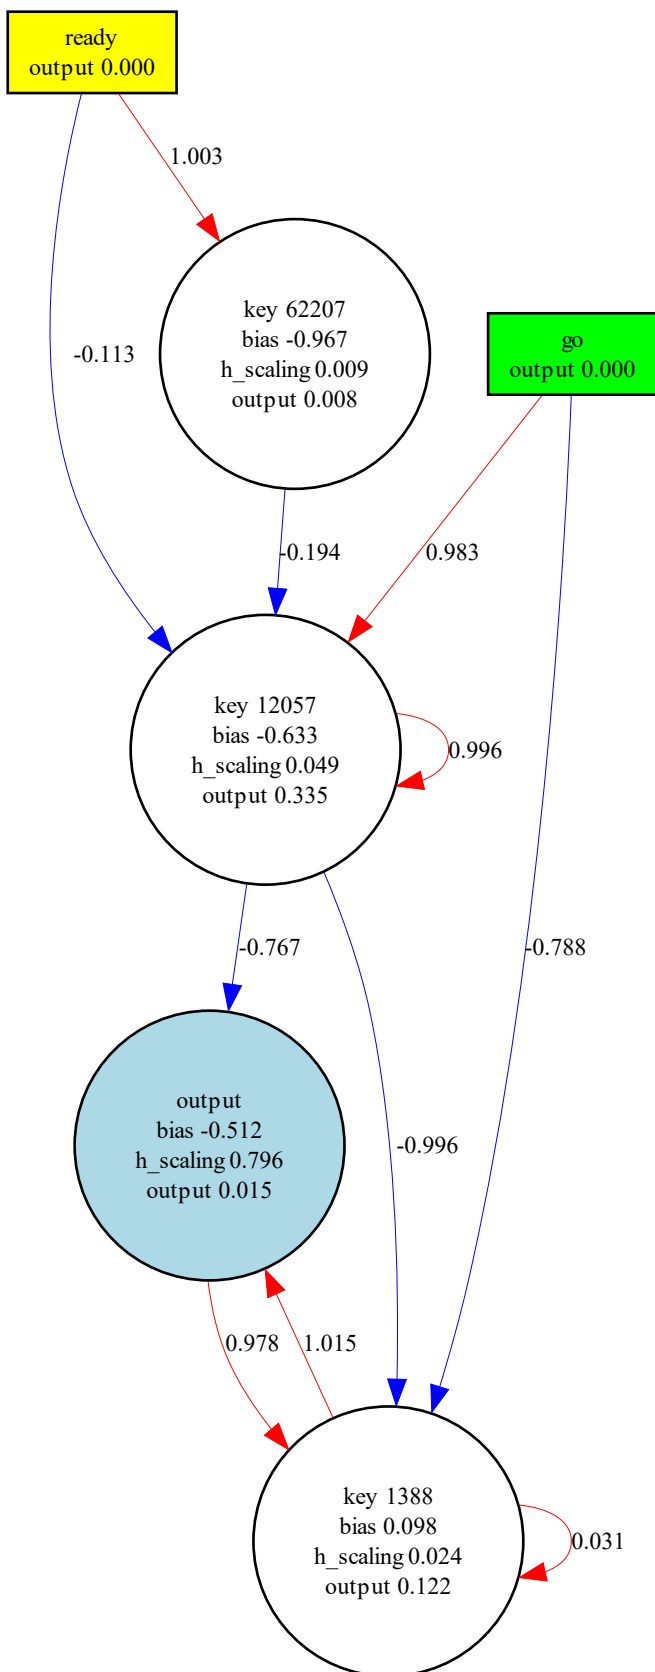 ready
output 0.000
1.003
key 62207
bias -0.967
h_scaling 0.009
output 0.008
go
output 0.000
-0.113
-0.194
0.983
key 12057
bias -0.633
h_scaling 0.049
output 0.335
0.996
-0.767
-0.788
output
bias -0.512
h_scaling 0.796
output 0.015
-0.996
0.978
1.015
key 1388
bias 0.098
h_scaling 0.024
output 0.122
0.031